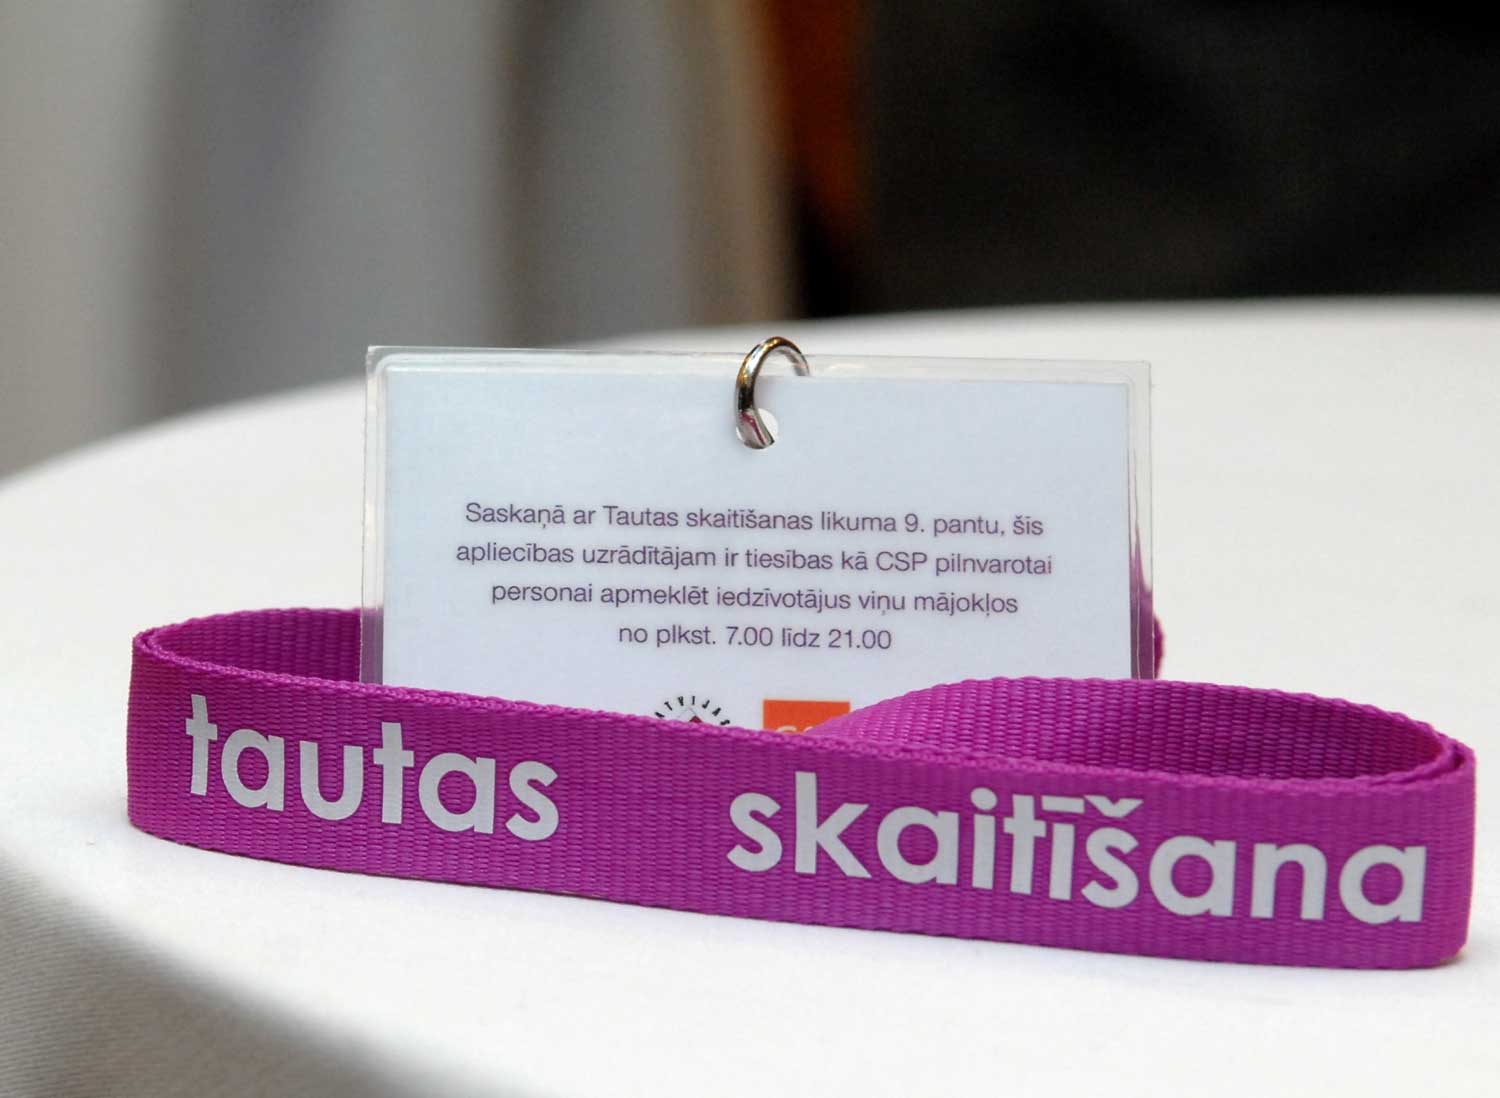 Saskaņā ar Tautas skaitīšanas likuma 9. pantu, šīs
apliecības uzrādītājam ir tiesības kā CSP pilnvarotai
personai apmeklēt iedzīvotājus viņu mājokļos
no plkst. 7.00 līdz 21.00
tautas skaitīšana